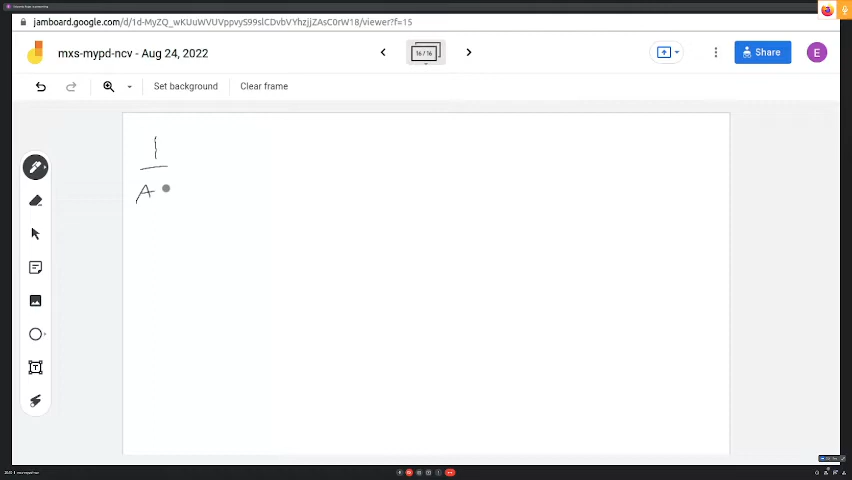 jamboard.google.com/d/1d-MyZQ_wKUuWVUVppvyS99slCDvbVYhzjjZAsC0rW18/viewer?f=15
mxs-mypd-ncv - Aug 24, 2022
16 / 16
Share
E
Set background
Clear frame
1
A
T